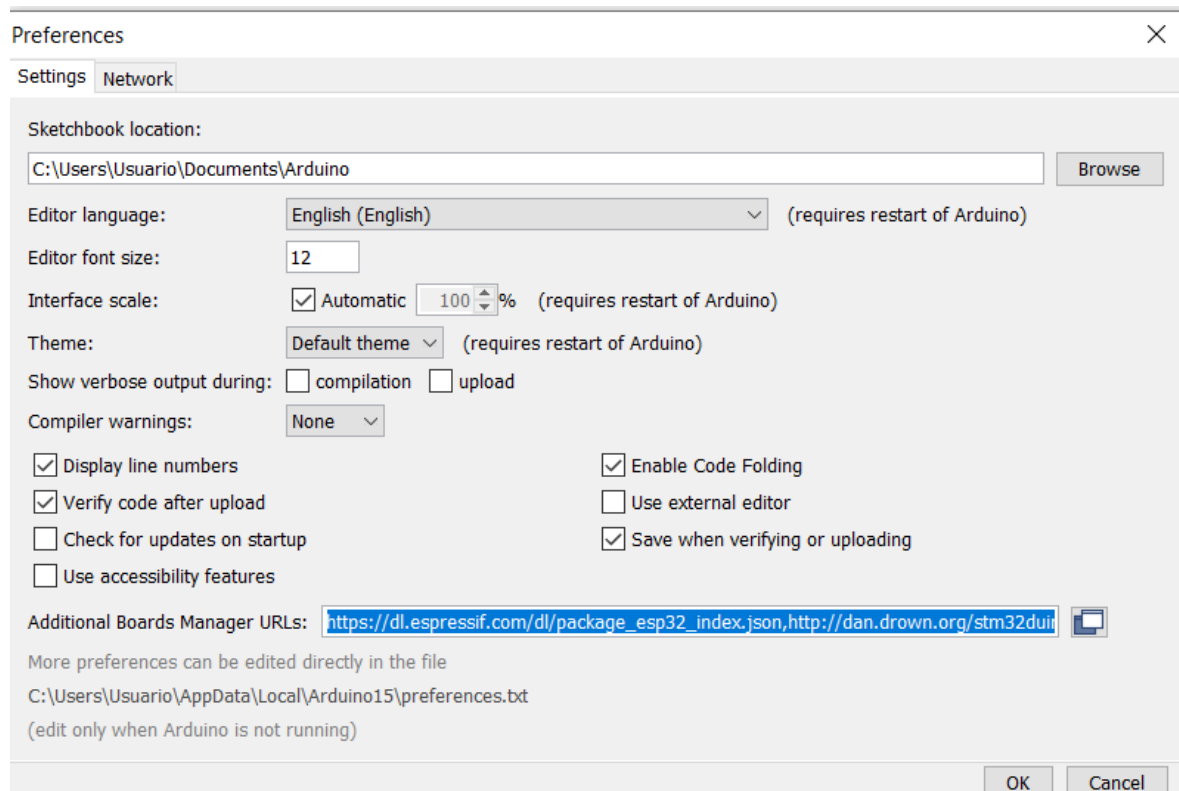 Preferences
Settings Network
Sketchbook location:
C:\Users\Usuario\Documents\Arduino Browse
Editor language: English (English) (requires restart of Arduino)
Editor font size: 12
Interface scale: Automatic 100 % (requires restart of Arduino)
Theme: Default theme (requires restart of Arduino)
Show verbose output during: compilation upload
Compiler warnings: None
Display line numbers Enable Code Folding
Verify code after upload Use external editor
Check for updates on startup Save when verifying or uploading
Use accessibility features
Additional Boards Manager URLs: https://dl.espressif.com/dl/package_esp32_index.json,http://dan.drown.org/stm32duin
More preferences can be edited directly in the file
C:\Users\Usuario\AppData\Local\Arduino15\preferences.txt
(edit only when Arduino is not running)
OK Cancel